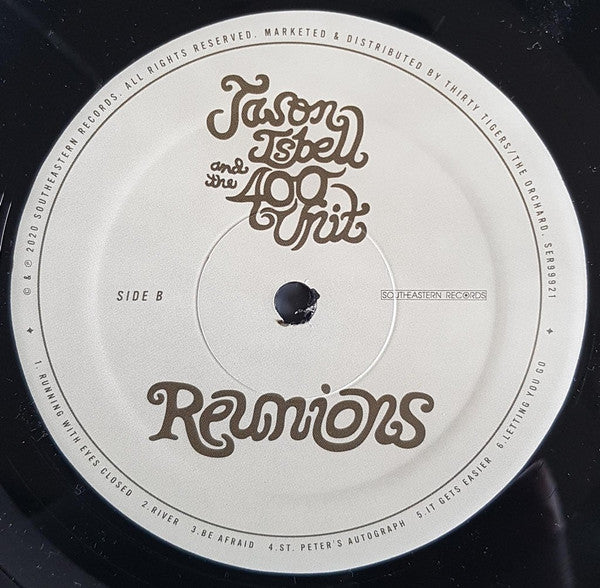 © & ℗ 2020 SOUTHEASTERN RECORDS. ALL RIGHTS RESERVED. MARKETED & DISTRIBUTED BY THIRTY TIGERS/THE ORCHARD. SER99921
Jason
Isbell
and the 400
Unit
SIDE B
SOUTHEASTERN RECORDS
Reunions
1. RUNNING WITH EYES CLOSED 2.RIVER 3.BE AFRAID 4.ST. PETER'S AUTOGRAPH 5.IT GETS EASIER 6.LETTING YOU GO